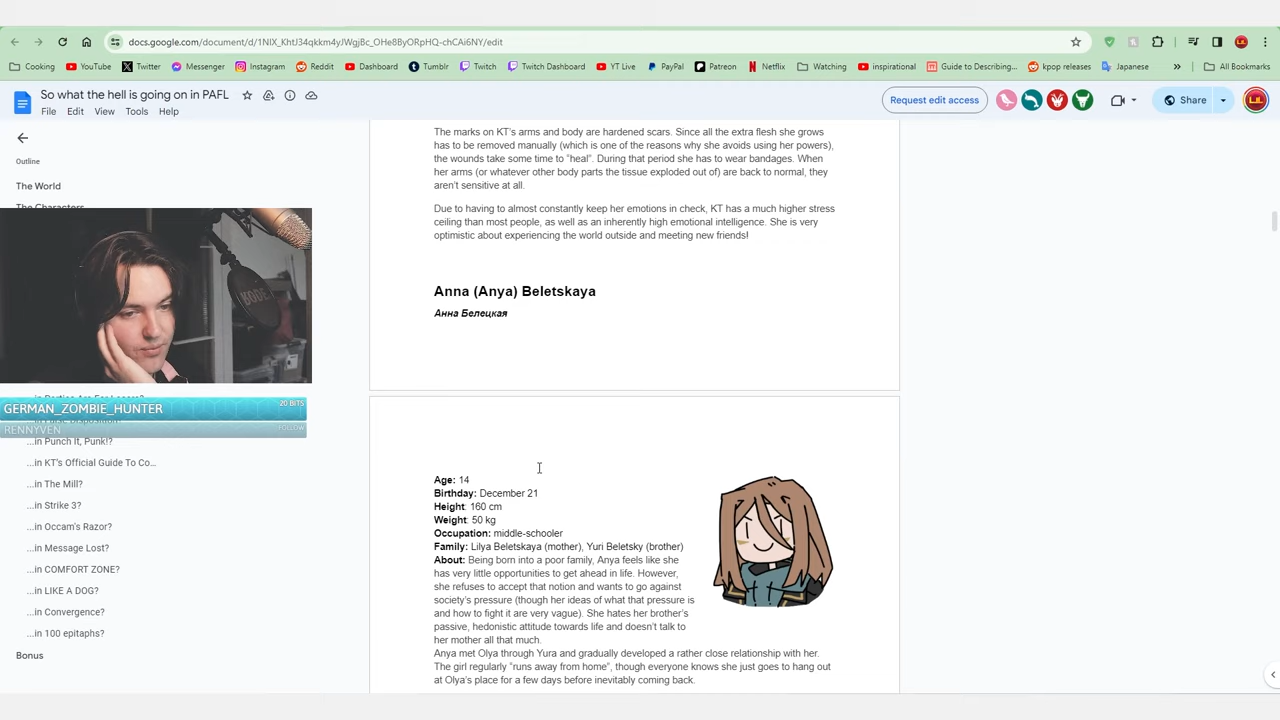 docs.google.com/document/d/1NIX_KhtJ34qkkm4yJWgjBc_OHe8ByORpHQ-chCAi6NY/edit
Cooking
YouTube
Twitter
Messenger
Instagram
Reddit
Dashboard
Tumblr
Twitch
Twitch Dashboard
YT Live
PayPal
Patreon
Netflix
Watching
inspirational
Guide to Describing...
kpop releases
Japanese
»
All Bookmarks
So what the hell is going on in PAFL
File Edit View Tools Help
Request edit access
Share
Outline
The World
The Characters
...in Punch It, Punk!?
...in KT's Official Guide To Co...
...in The Mill?
...in Strike 3?
...in Occam's Razor?
...in Message Lost?
...in COMFORT ZONE?
...in LIKE A DOG?
...in Convergence?
...in 100 epitaphs?
Bonus
KODE
GERMAN_ZOMBIE_HUNTER
20 BITS
RENNYVEN
FOLLOW
The marks on KT's arms and body are hardened scars. Since all the extra flesh she grows
has to be removed manually (which is one of the reasons why she avoids using her powers),
the wounds take some time to "heal". During that period she has to wear bandages. When
her arms (or whatever other body parts the tissue exploded out of) are back to normal, they
aren't sensitive at all.
Due to having to almost constantly keep her emotions in check, KT has a much higher stress
ceiling than most people, as well as an inherently high emotional intelligence. She is very
optimistic about experiencing the world outside and meeting new friends!
Anna (Anya) Beletskaya
Анна Белецкая
Age: 14
Birthday: December 21
Height: 160 cm
Weight: 50 kg
Occupation: middle-schooler
Family: Lilya Beletskaya (mother), Yuri Beletsky (brother)
About: Being born into a poor family, Anya feels like she
has very little opportunities to get ahead in life. However,
she refuses to accept that notion and wants to go against
society's pressure (though her ideas of what that pressure is
and how to fight it are very vague). She hates her brother's
passive, hedonistic attitude towards life and doesn't talk to
her mother all that much.
Anya met Olya through Yura and gradually developed a rather close relationship with her.
The girl regularly "runs away from home", though everyone knows she just goes to hang out
at Olya's place for a few days before inevitably coming back.